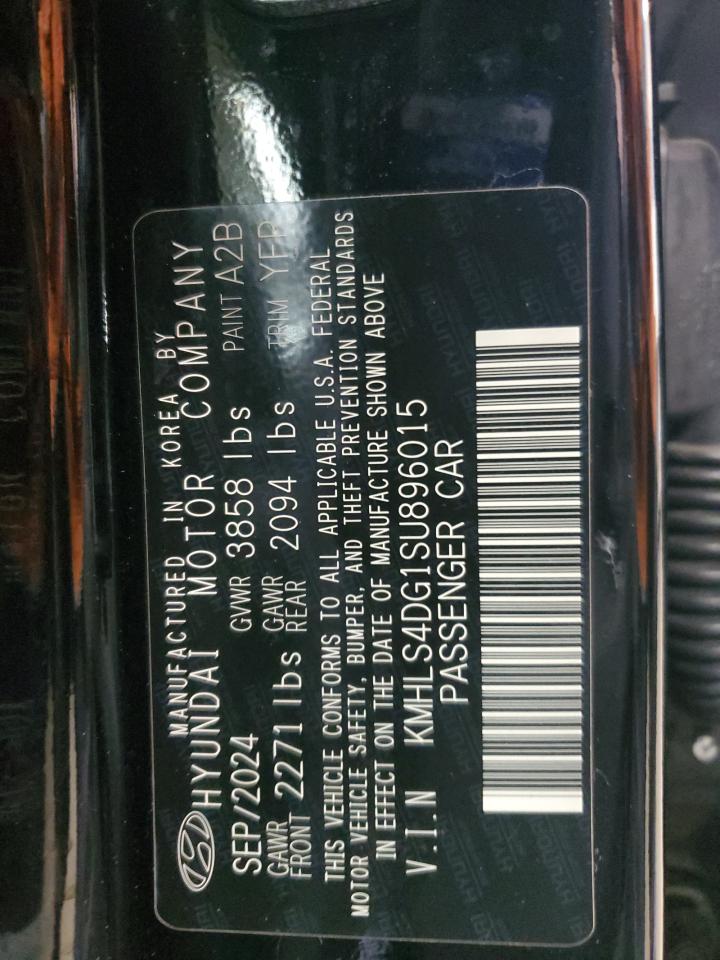 MANUFACTURED IN KOREA BY
HYUNDAI MOTOR COMPANY
SEP/2024 GVWR 3858 lbs PAINT A2B
GAWR FRONT 2271 lbs GAWR REAR 2094 lbs TRIM YFR
THIS VEHICLE CONFORMS TO ALL APPLICABLE U.S.A. FEDERAL
MOTOR VEHICLE SAFETY, BUMPER, AND THEFT PREVENTION STANDARDS
IN EFFECT ON THE DATE OF MANUFACTURE SHOWN ABOVE
V.I.N KMHLS4DG1SU896015
PASSENGER CAR